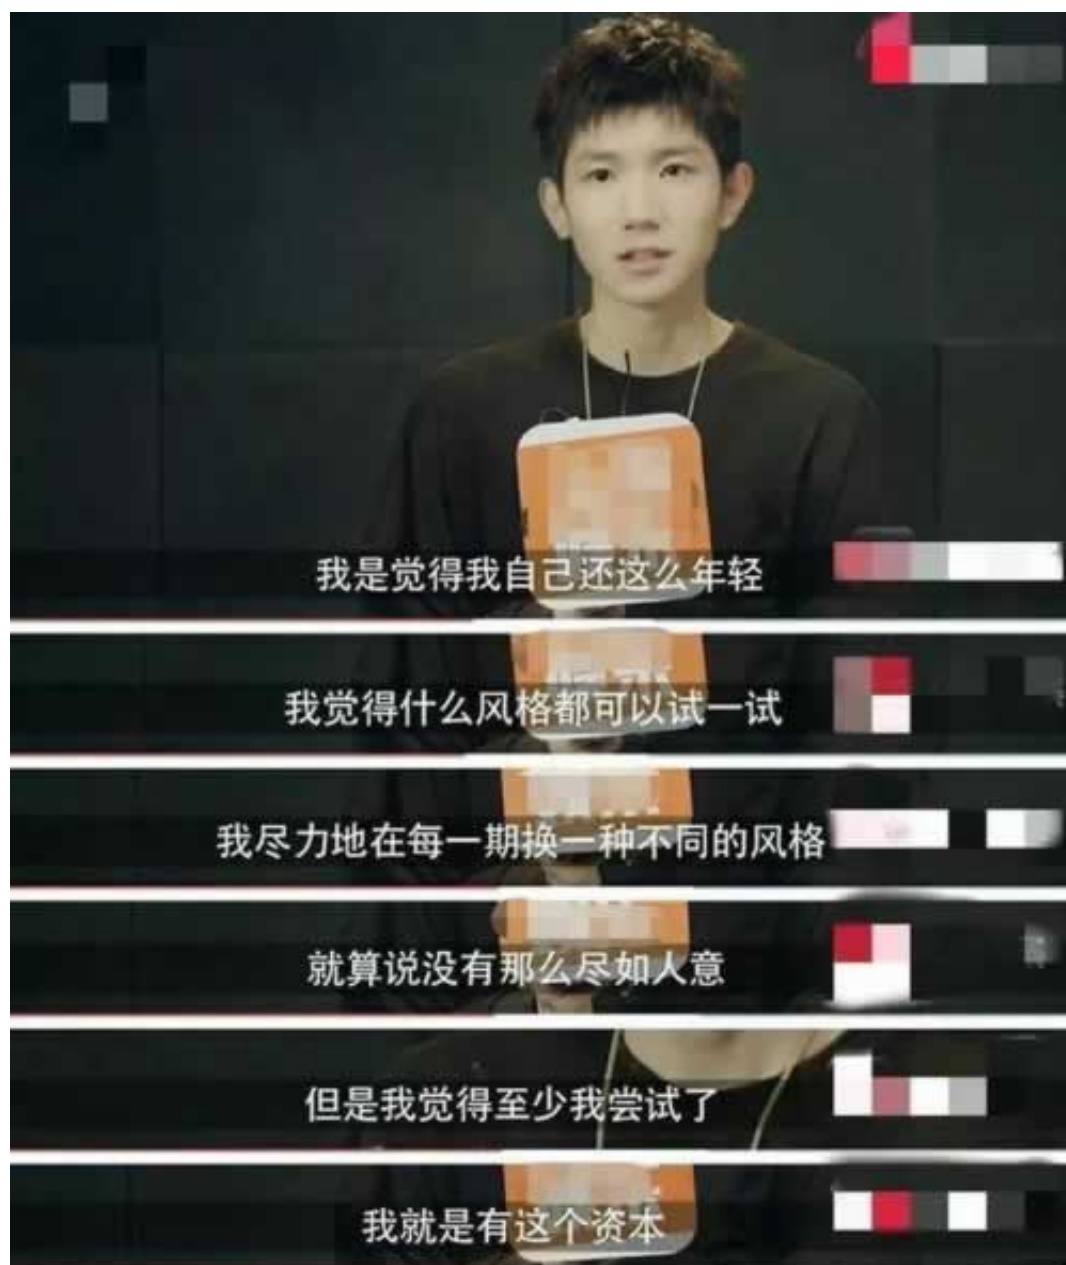 我是觉得我自己还这么年轻
我觉得什么风格都可以试一试
我尽力地在每一期换一种不同的风格
就算说没有那么尽如人意
但是我觉得至少我尝试了
我就是有这个资本